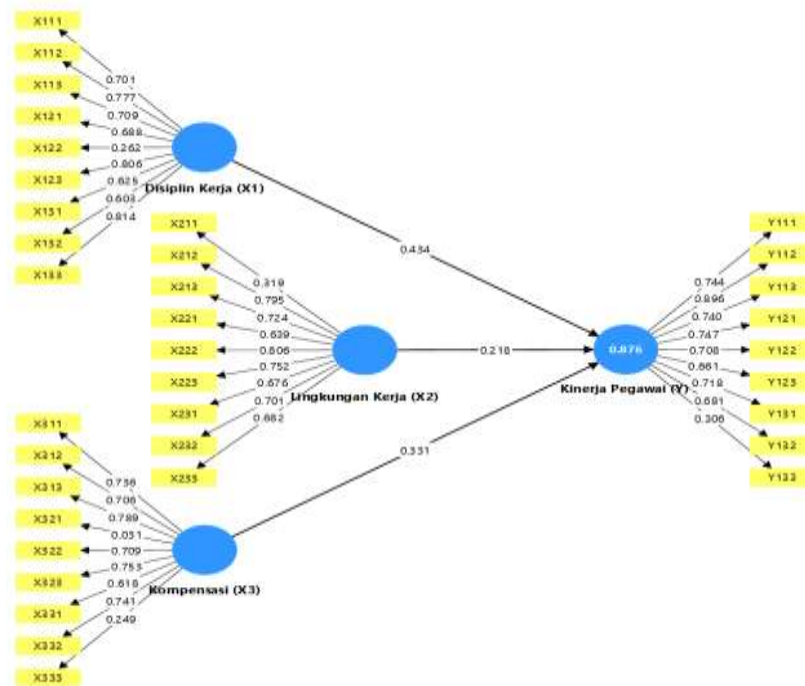 X111
X112
X113
X121
X122
X123
X131
X132
X133
0.701
0.777
0.709
0.688
0.262
0.806
0.625
0.603
0.814
Disiplin Kerja (X1)
X211
X212
X213
X221
X222
X223
X231
X232
X233
0.319
0.795
0.724
0.639
0.806
0.752
0.676
0.701
0.682
Lingkungan Kerja (X2)
X311
X312
X313
X321
X322
X323
X331
X332
X333
0.736
0.706
0.789
0.031
0.709
0.753
0.618
0.741
0.249
Kompensasi (X3)
0.434
0.218
0.331
0.876
Kinerja Pegawai (Y)
0.744
0.896
0.740
0.747
0.708
0.718
0.681
0.306
Y111
Y112
Y113
Y121
Y122
Y123
Y131
Y132
Y133